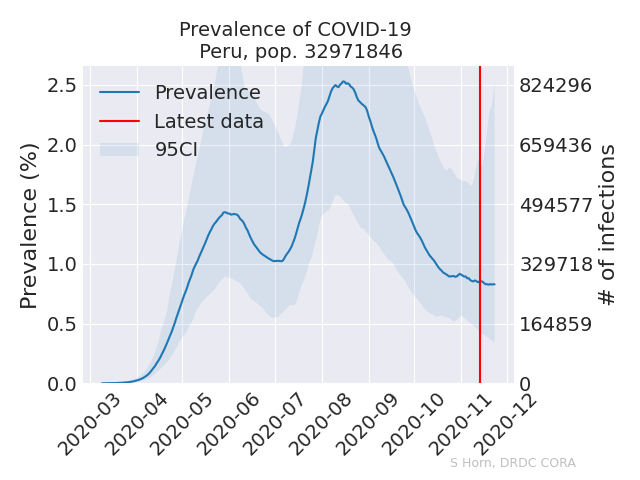 Prevalence of COVID-19
Peru, pop. 32971846
Prevalence
Latest data
95CI
Prevalence (%)
2.5
2.0
1.5
1.0
0.5
0.0
824296
659436
494577
329718
164859
0
# of infections
2020-03
2020-04
2020-05
2020-06
2020-07
2020-08
2020-09
2020-10
2020-11
2020-12
S Horn, DRDC CORA